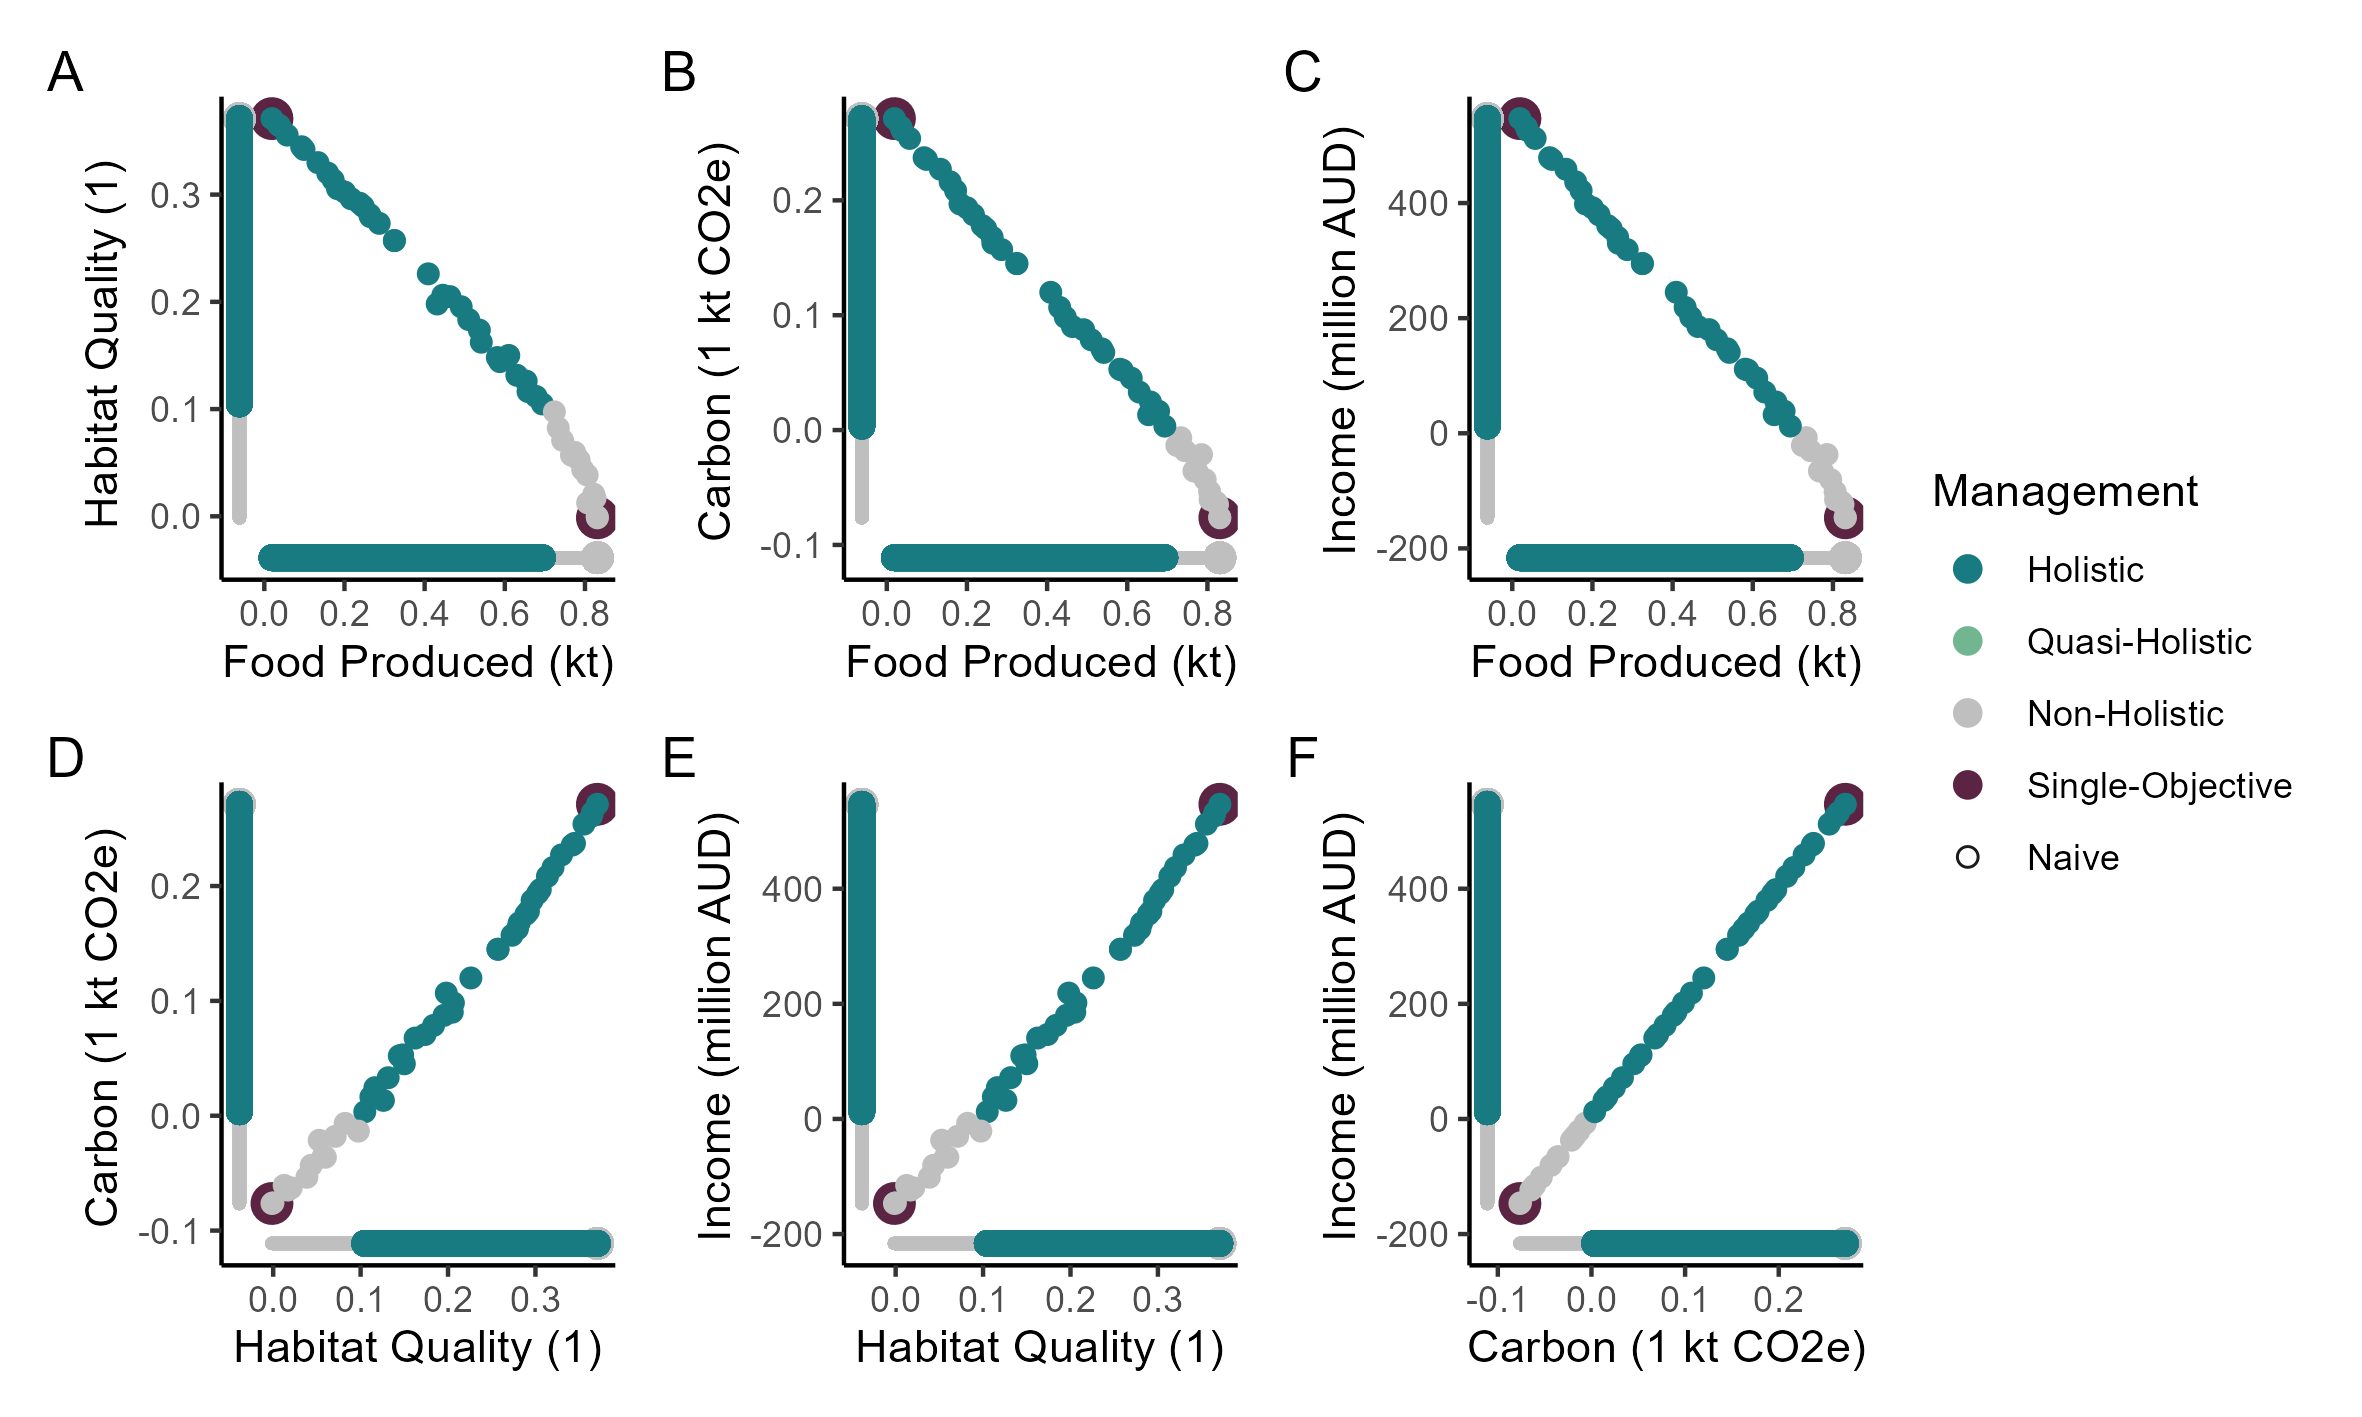 A
B
C
Habitat Quality (1)
0.3
0.2
0.1
0.0
0.0 0.2 0.4 0.6 0.8
Food Produced (kt)
Carbon (1 kt CO2e)
0.2
0.1
0.0
-0.1
0.0 0.2 0.4 0.6 0.8
Food Produced (kt)
Income (million AUD)
400
200
0
-200
0.0 0.2 0.4 0.6 0.8
Food Produced (kt)
Management
Holistic
Quasi-Holistic
Non-Holistic
Single-Objective
Naive
D
E
F
Carbon (1 kt CO2e)
0.2
0.1
0.0
-0.1
0.0 0.1 0.2 0.3
Habitat Quality (1)
Income (million AUD)
400
200
0
-200
0.0 0.1 0.2 0.3
Habitat Quality (1)
Income (million AUD)
400
200
0
-200
-0.1 0.0 0.1 0.2
Carbon (1 kt CO2e)